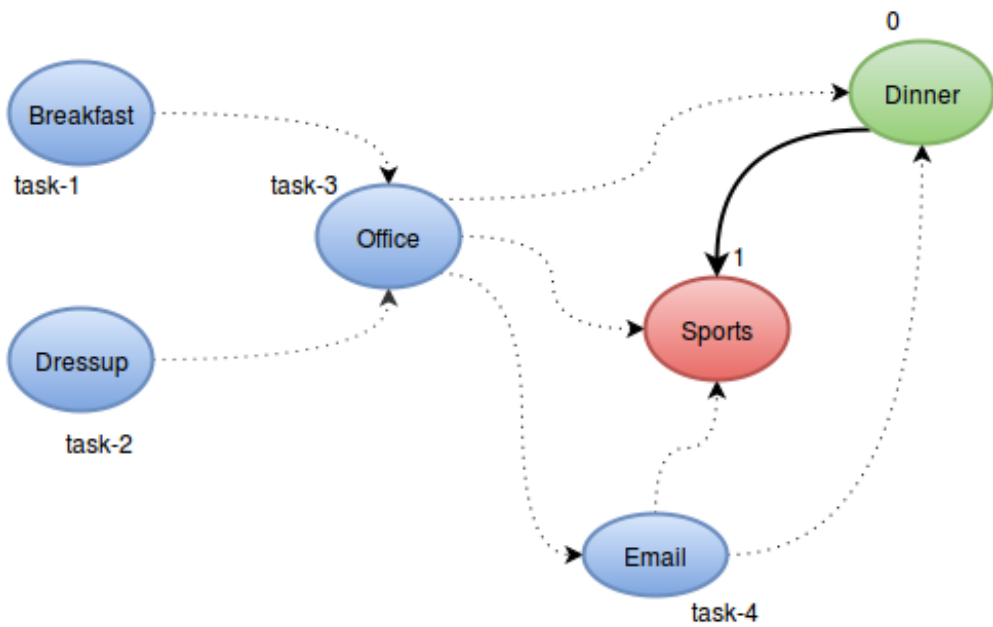 0
Dinner
Breakfast
task-1
task-3
Office
1
Sports
Dressup
task-2
Email
task-4